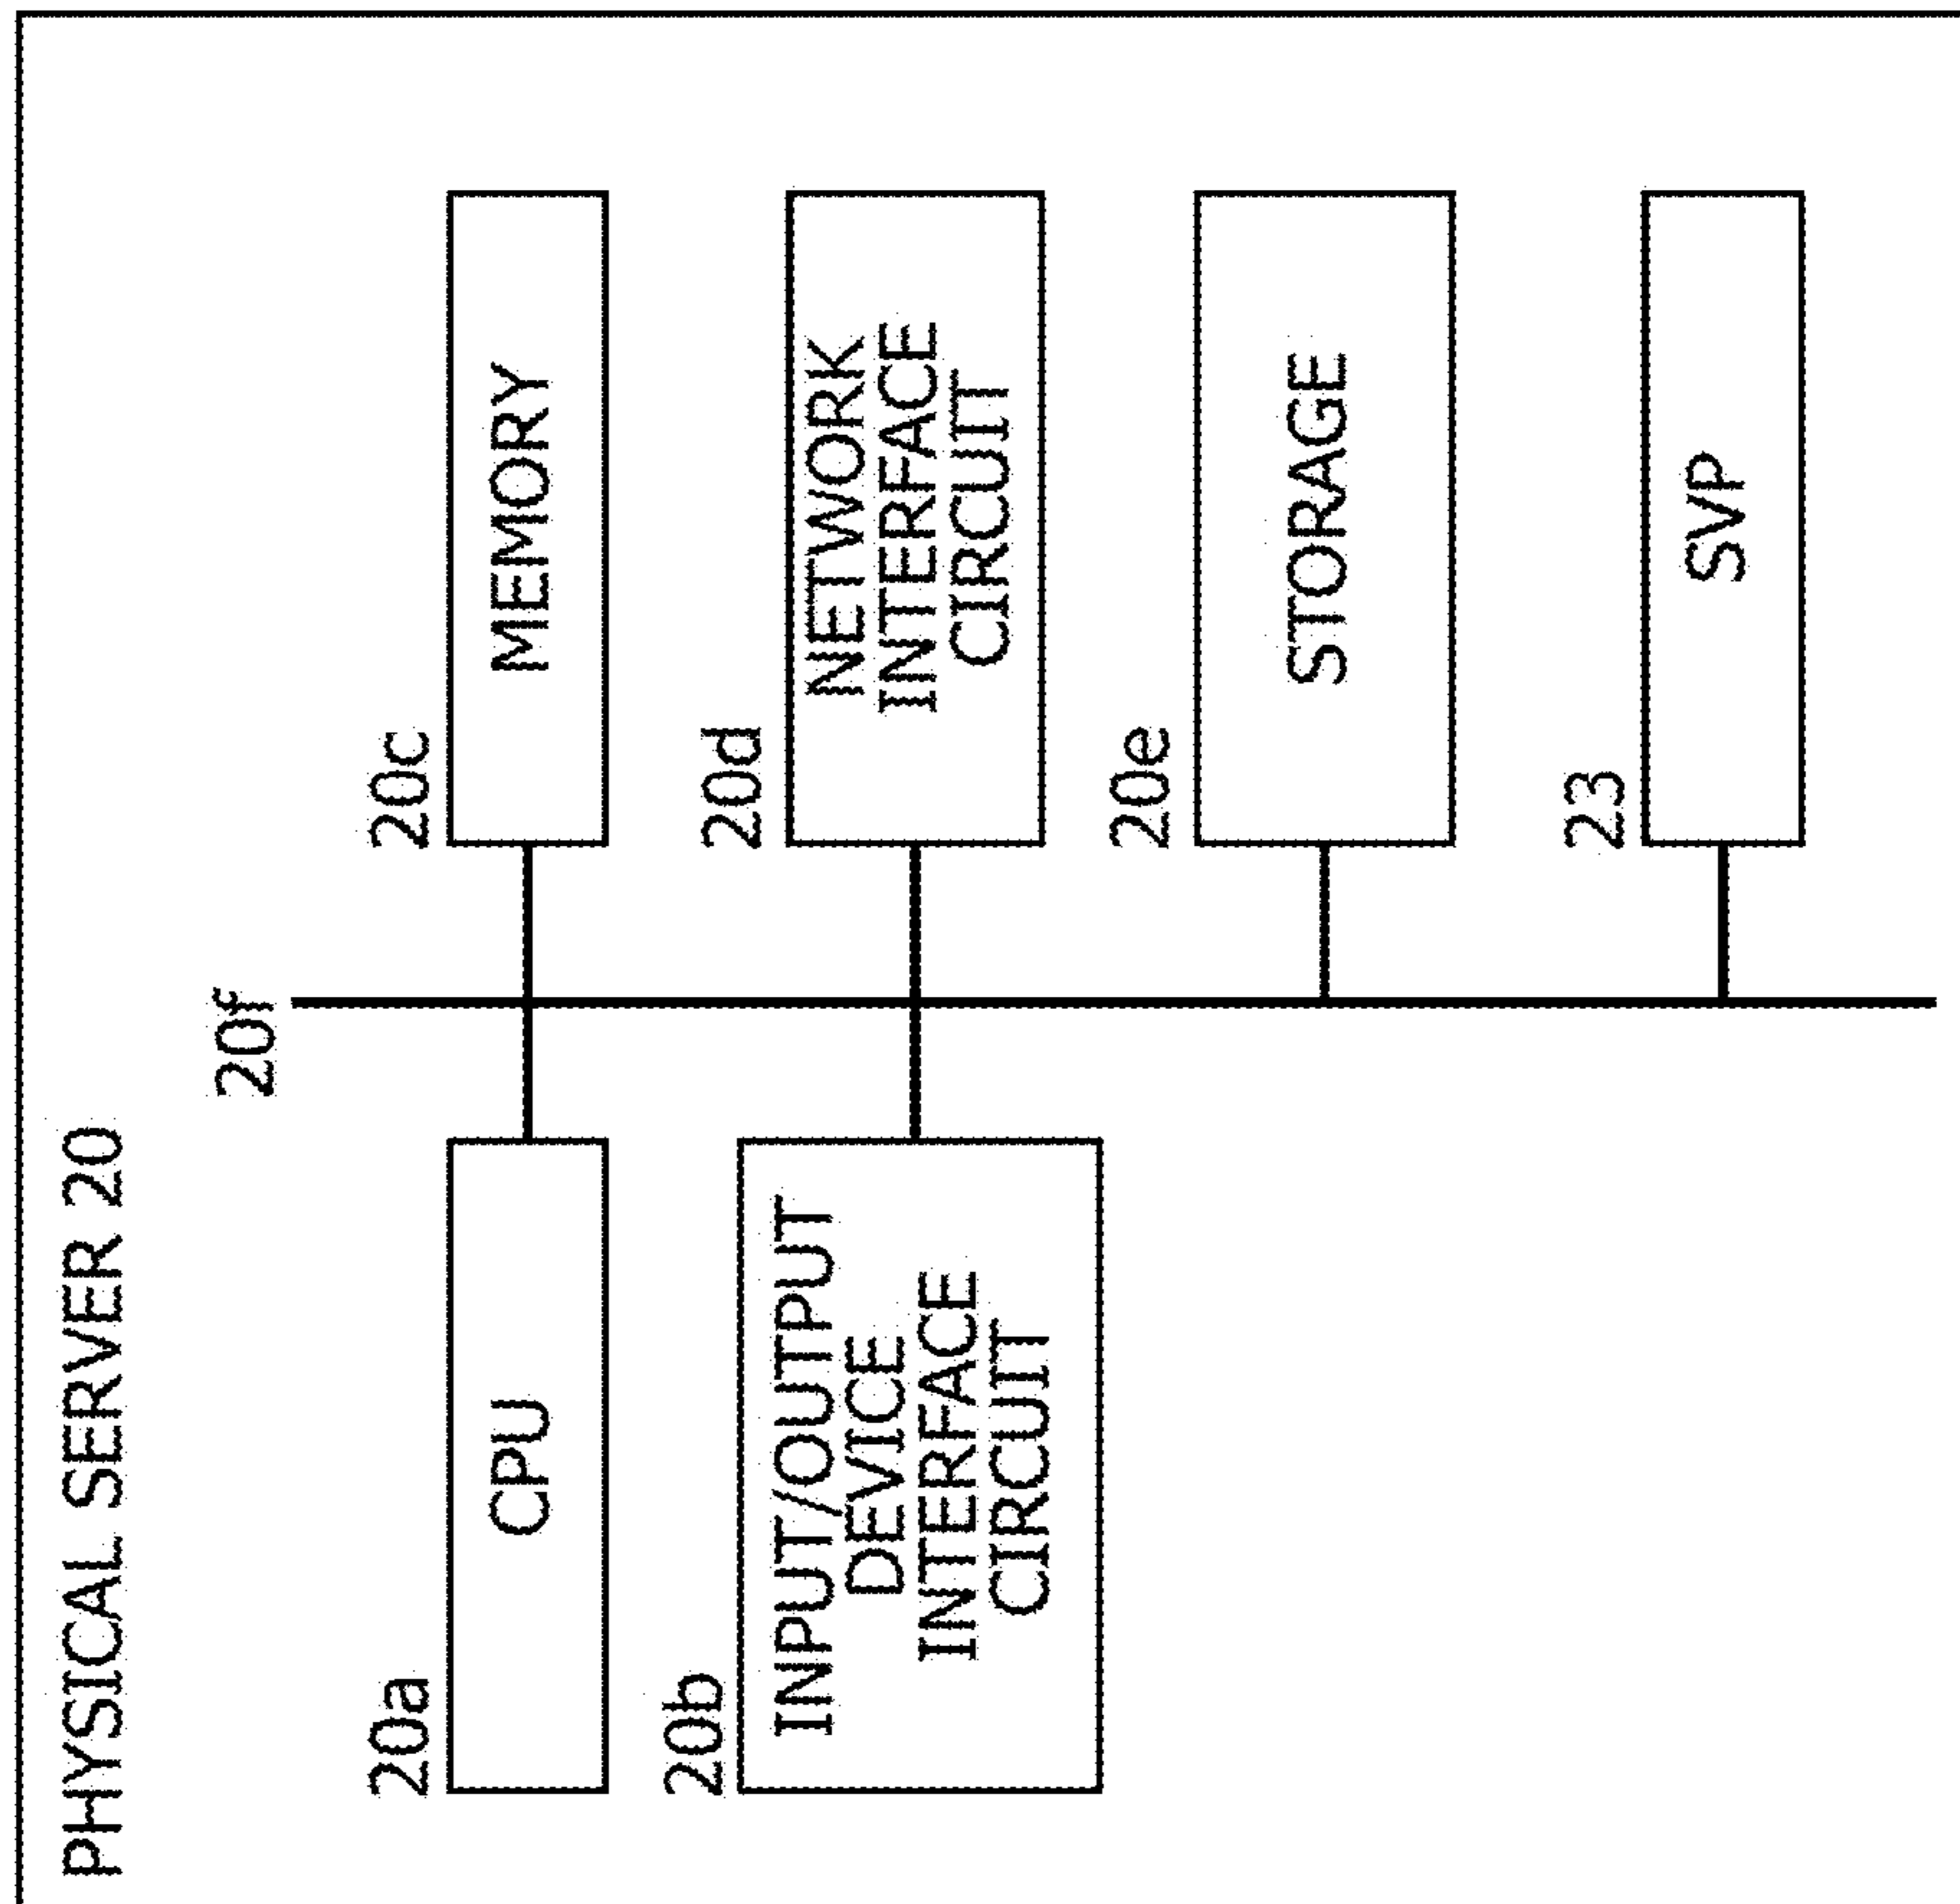 PHYSICAL SERVER 20
20f
20a
CPU
20c
MEMORY
20b
INPUT/OUTPUT
DEVICE
INTERFACE
CIRCUIT
20d
NETWORK
INTERFACE
CIRCUIT
20e
STORAGE
23
SVP